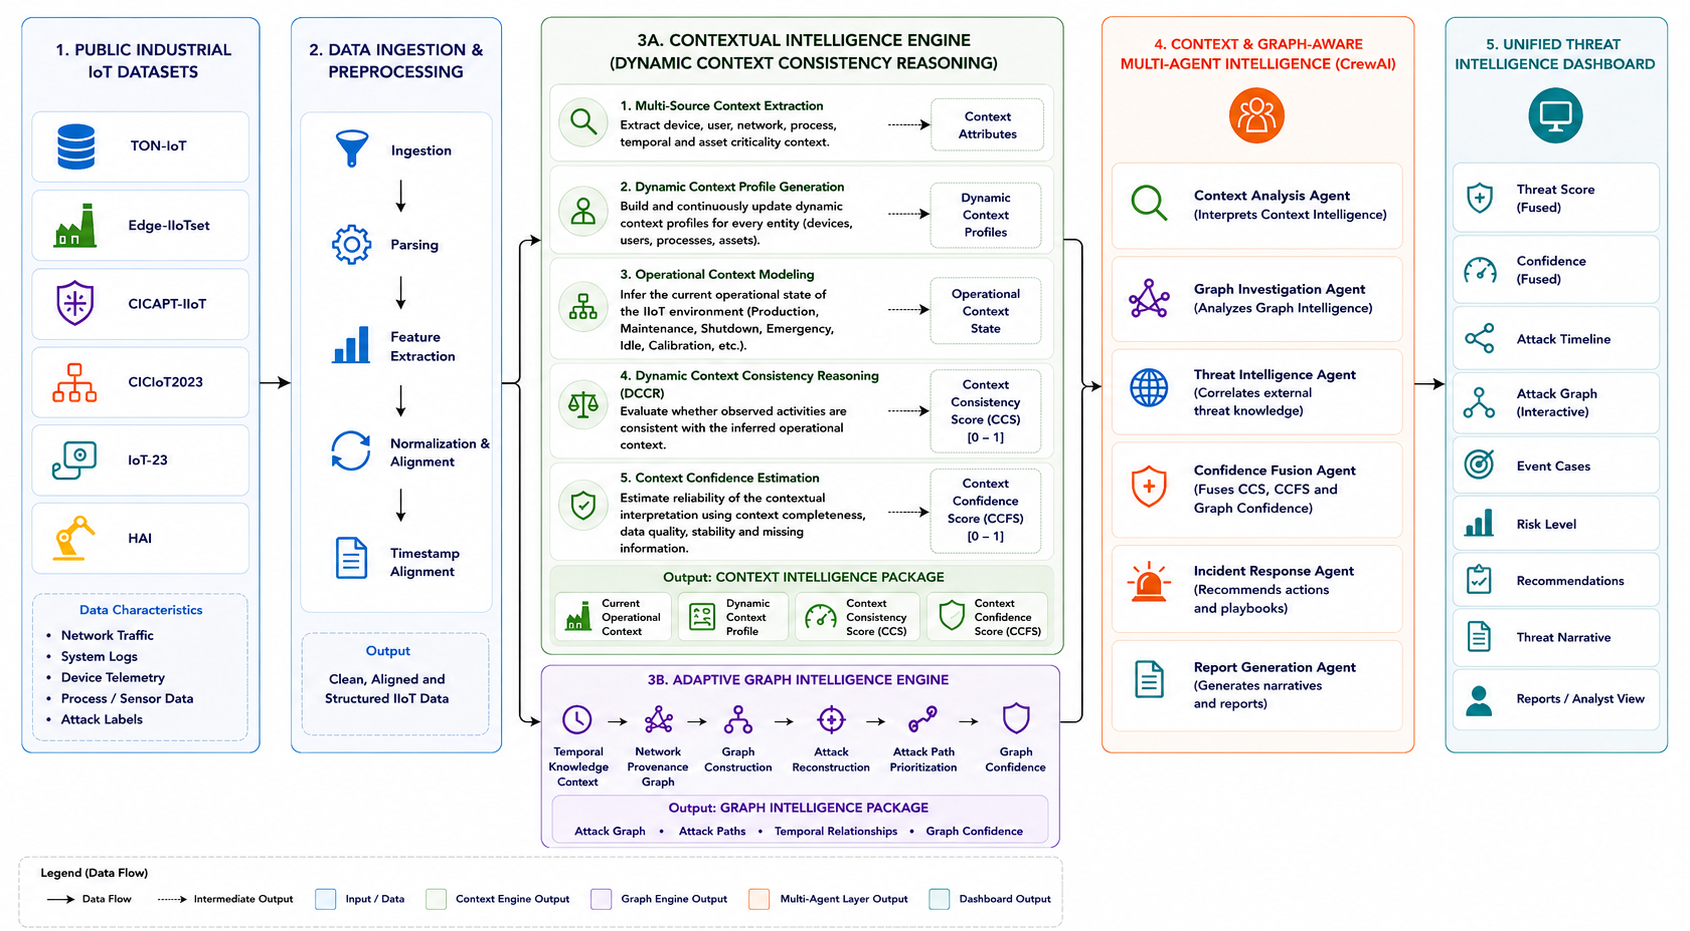 1. PUBLIC INDUSTRIAL
IoT DATASETS
TON-IoT
Edge-IIoTset
CICAPT-IIoT
CICIoT2023
IoT-23
HAI
Data Characteristics
• Network Traffic
• System Logs
• Device Telemetry
• Process / Sensor Data
• Attack Labels
2. DATA INGESTION &
PREPROCESSING
Ingestion
Parsing
Feature
Extraction
Normalization &
Alignment
Timestamp
Alignment
Output
Clean, Aligned and
Structured IIoT Data
3A. CONTEXTUAL INTELLIGENCE ENGINE
(DYNAMIC CONTEXT CONSISTENCY REASONING)
1. Multi-Source Context Extraction
Extract device, user, network, process,
temporal and asset criticality context.
Context
Attributes
2. Dynamic Context Profile Generation
Build and continuously update dynamic
context profiles for every entity (devices,
users, processes, assets).
Dynamic
Context
Profiles
3. Operational Context Modeling
Infer the current operational state of
the IIoT environment (Production,
Maintenance, Shutdown, Emergency,
Idle, Calibration, etc.).
Operational
Context
State
4. Dynamic Context Consistency Reasoning
(DCCR)
Evaluate whether observed activities are
consistent with the inferred operational
context.
Context
Consistency
Score (CCS)
[0 – 1]
5. Context Confidence Estimation
Estimate reliability of the contextual
interpretation using context completeness,
data quality, stability and missing
information.
Context
Confidence
Score (CCFS)
[0 – 1]
Output: CONTEXT INTELLIGENCE PACKAGE
Current
Operational
Context
Dynamic
Context
Profile
Context
Consistency
Score (CCS)
Context
Confidence
Score (CCFS)
3B. ADAPTIVE GRAPH INTELLIGENCE ENGINE
Temporal
Knowledge
Context
Network
Provenance
Graph
Graph
Construction
Attack
Reconstruction
Attack Path
Prioritization
Graph
Confidence
Output: GRAPH INTELLIGENCE PACKAGE
Attack Graph • Attack Paths • Temporal Relationships • Graph Confidence
4. CONTEXT & GRAPH-AWARE
MULTI-AGENT INTELLIGENCE (CrewAI)
Context Analysis Agent
(Interprets Context Intelligence)
Graph Investigation Agent
(Analyzes Graph Intelligence)
Threat Intelligence Agent
(Correlates external
threat knowledge)
Confidence Fusion Agent
(Fuses CCS, CCFS and
Graph Confidence)
Incident Response Agent
(Recommends actions
and playbooks)
Report Generation Agent
(Generates narratives
and reports)
5. UNIFIED THREAT
INTELLIGENCE DASHBOARD
Threat Score
(Fused)
Confidence
(Fused)
Attack Timeline
Attack Graph
(Interactive)
Event Cases
Risk Level
Recommendations
Threat Narrative
Reports / Analyst View
Legend (Data Flow)
Data Flow
Intermediate Output
Input / Data
Context Engine Output
Graph Engine Output
Multi-Agent Layer Output
Dashboard Output